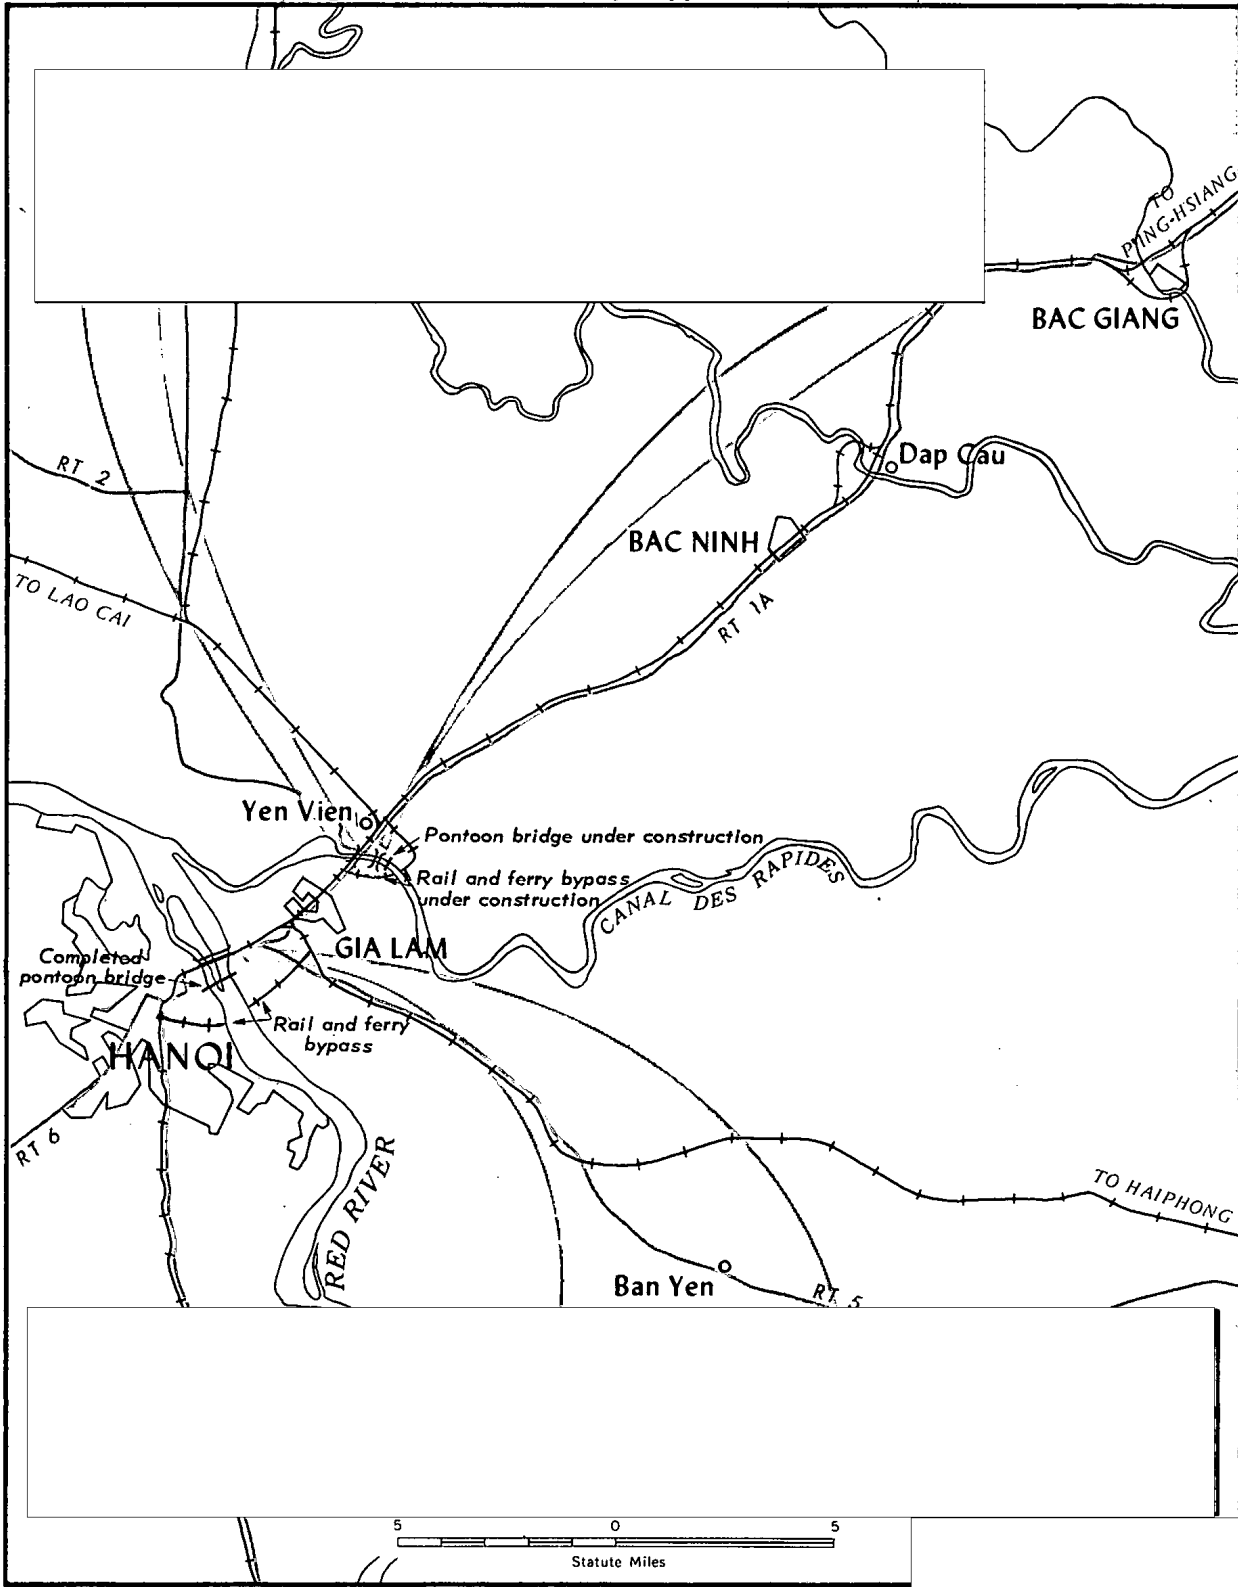 TO
P'ING-HSIANG
BAC GIANG
RT 2
Dap Cau
BAC NINH
TO LAO CAI
RT 1A
Yen Vien
Pontoon bridge under construction
Rail and ferry bypass
under construction
CANAL DES RAPIDES
GIA LAM
Completed
pontoon bridge
Rail and ferry
bypass
HANOI
RT 6
RED RIVER
TO HAIPHONG
Ban Yen
RT 5
5 0 5
Statute Miles